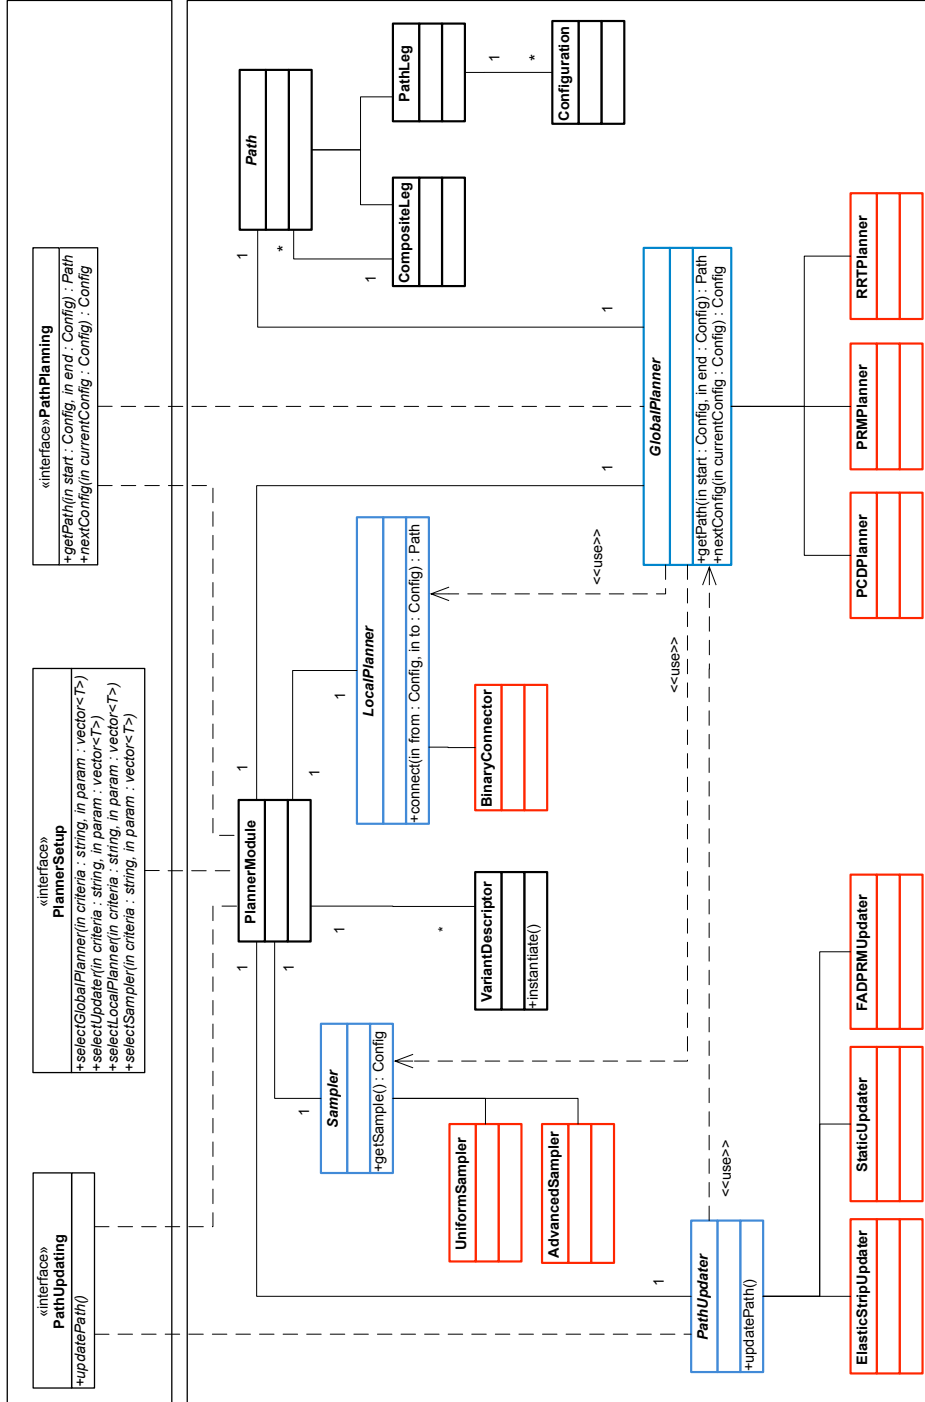 «interface»
PathUpdating
+updatePath()
«interface»
PlannerSetup
+selectGlobalPlanner(in criteria : string, in param : vector<T>)
+selectUpdater(in criteria : string, in param : vector<T>)
+selectLocalPlanner(in criteria : string, in param : vector<T>)
+selectSampler(in criteria : string, in param : vector<T>)
«interface»PathPlanning
+getPath(in start : Config, in end : Config) : Path
+nextConfig(in currentConfig : Config) : Config
PlannerModule
1
1
1
1
1
Path
1
*
1
CompositeLeg
PathLeg
1
*
Configuration
Sampler
+getSample() : Config
1
UniformSampler
AdvancedSampler
VariantDescriptor
+instantiate()
*
LocalPlanner
+connect(in from : Config, in to : Config) : Path
1
BinaryConnector
GlobalPlanner
+getPath(in start : Config, in end : Config) : Path
+nextConfig(in currentConfig : Config) : Config
1
1
<<use>>
<<use>>
<<use>>
PathUpdater
+updatePath()
1
ElasticStripUpdater
StaticUpdater
FADPRMUpdater
PCDPlanner
PRMPlanner
RRTPlanner